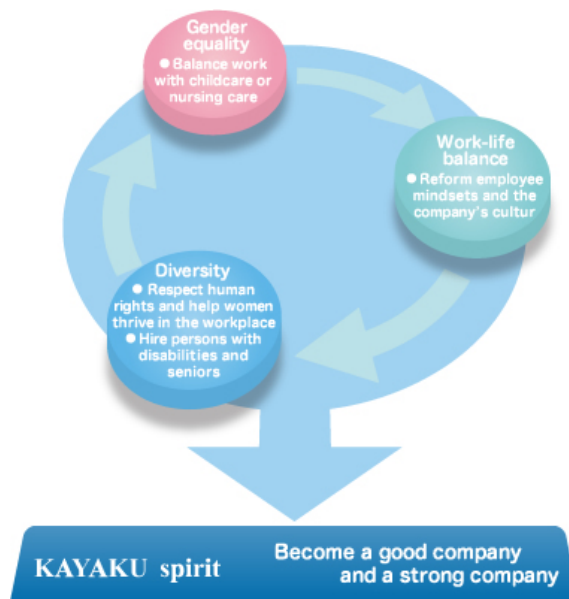 Gender
equality
● Balance work
with childcare or
nursing care
Work-life
balance
● Reform employee
mindsets and the
company's cultur
Diversity
● Respect human
rights and help women
thrive in the workplace
● Hire persons with
disabilities and
seniors
KAYAKU spirit
Become a good company
and a strong company